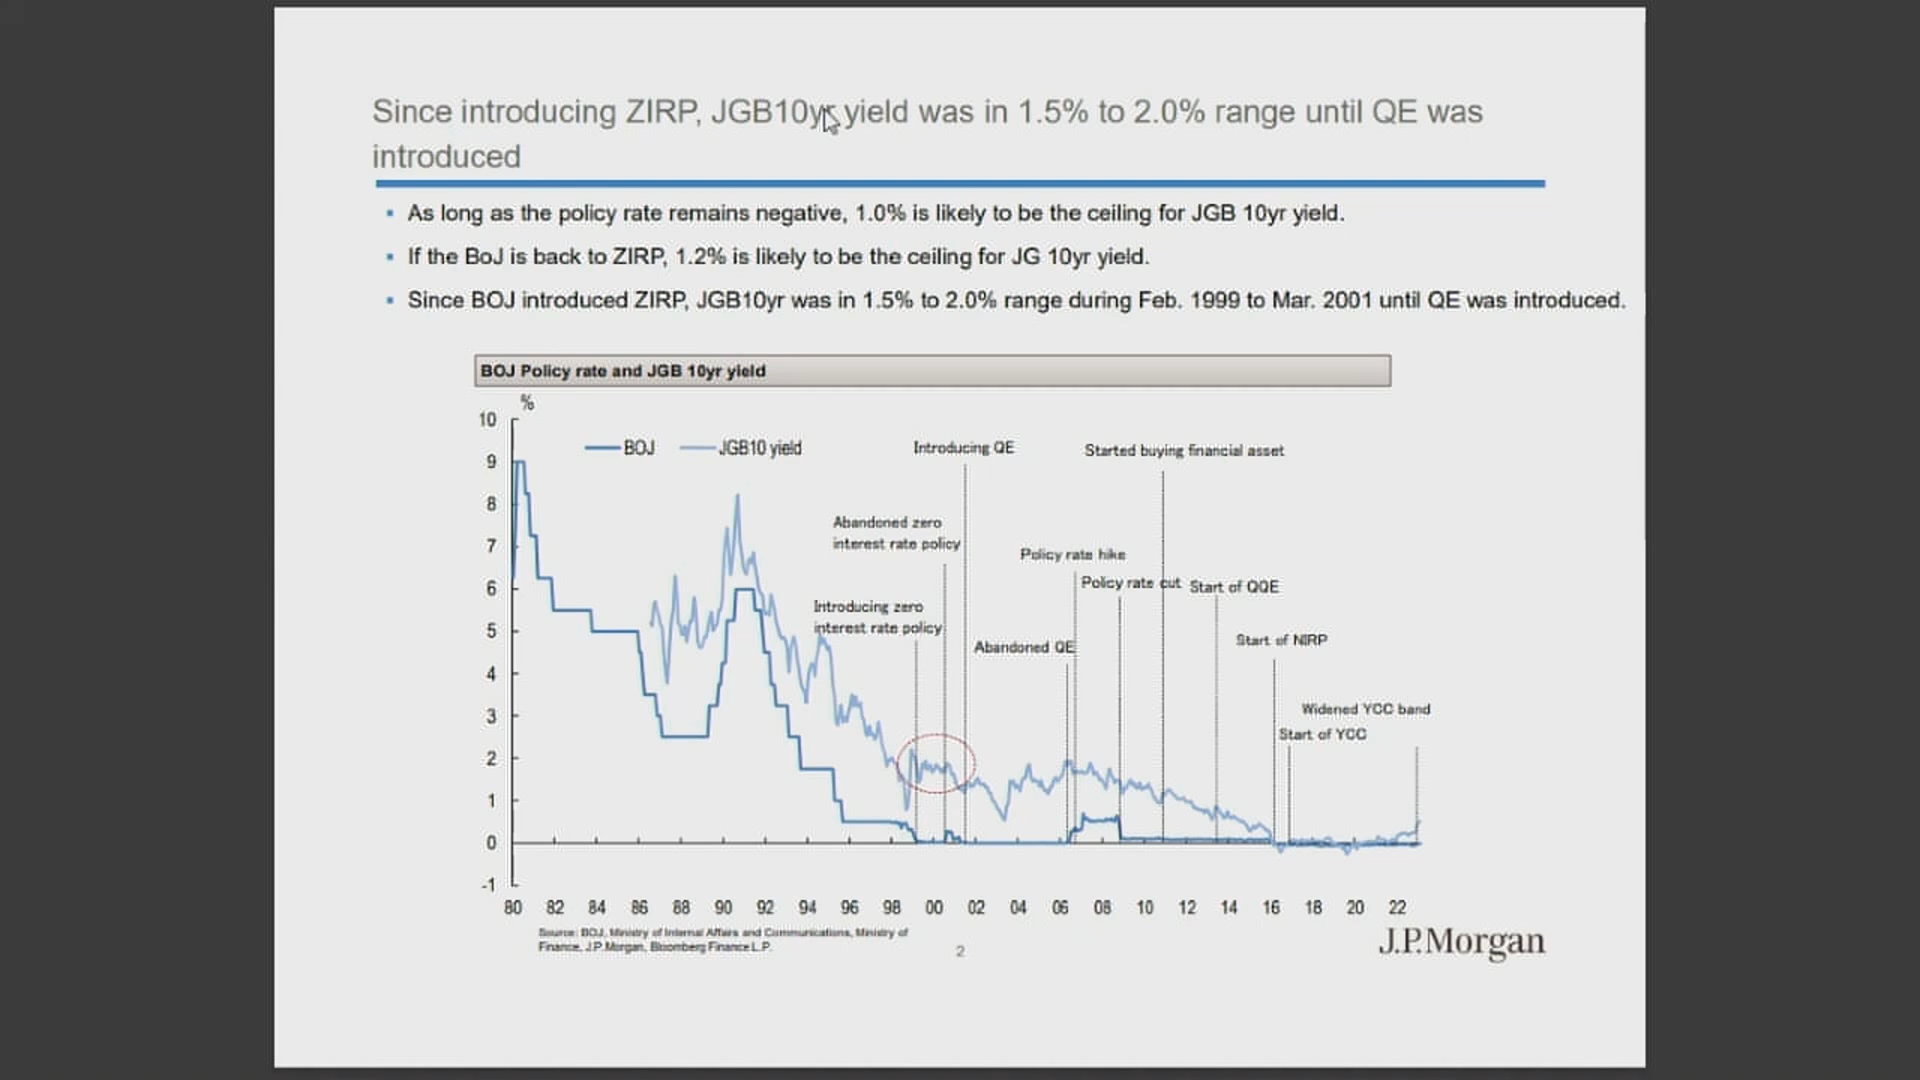 Since introducing ZIRP, JGB10yr yield was in 1.5% to 2.0% range until QE was
introduced
As long as the policy rate remains negative, 1.0% is likely to be the ceiling for JGB 10yr yield.
If the BoJ is back to ZIRP, 1.2% is likely to be the ceiling for JG 10yr yield.
Since BOJ introduced ZIRP, JGB10yr was in 1.5% to 2.0% range during Feb. 1999 to Mar. 2001 until QE was introduced.
BOJ Policy rate and JGB 10yr yield
%
10
9
8
7
6
5
4
3
2
1
0
-1
BOJ
JGB10 yield
Introducing QE
Started buying financial asset
Abandoned zero
interest rate policy
Policy rate hike
Policy rate cut
Start of QQE
Introducing zero
interest rate policy
Abandoned QE
Start of NIRP
Widened YCC band
Start of YCC
80 82 84 86 88 90 92 94 96 98 00 02 04 06 08 10 12 14 16 18 20 22
Source: BOJ, Ministry of Internal Affairs and Communications, Ministry of
Finance, J.P.Morgan, Bloomberg Finance L.P.
2
J.P.Morgan